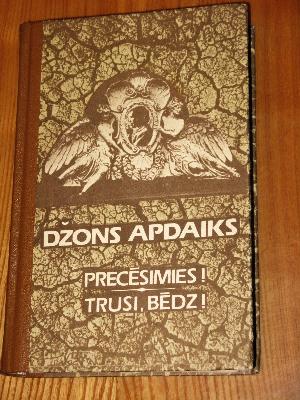 DŽONS APDAIKS
PRECĒSIMIES!
TRUSI, BĒDZ!